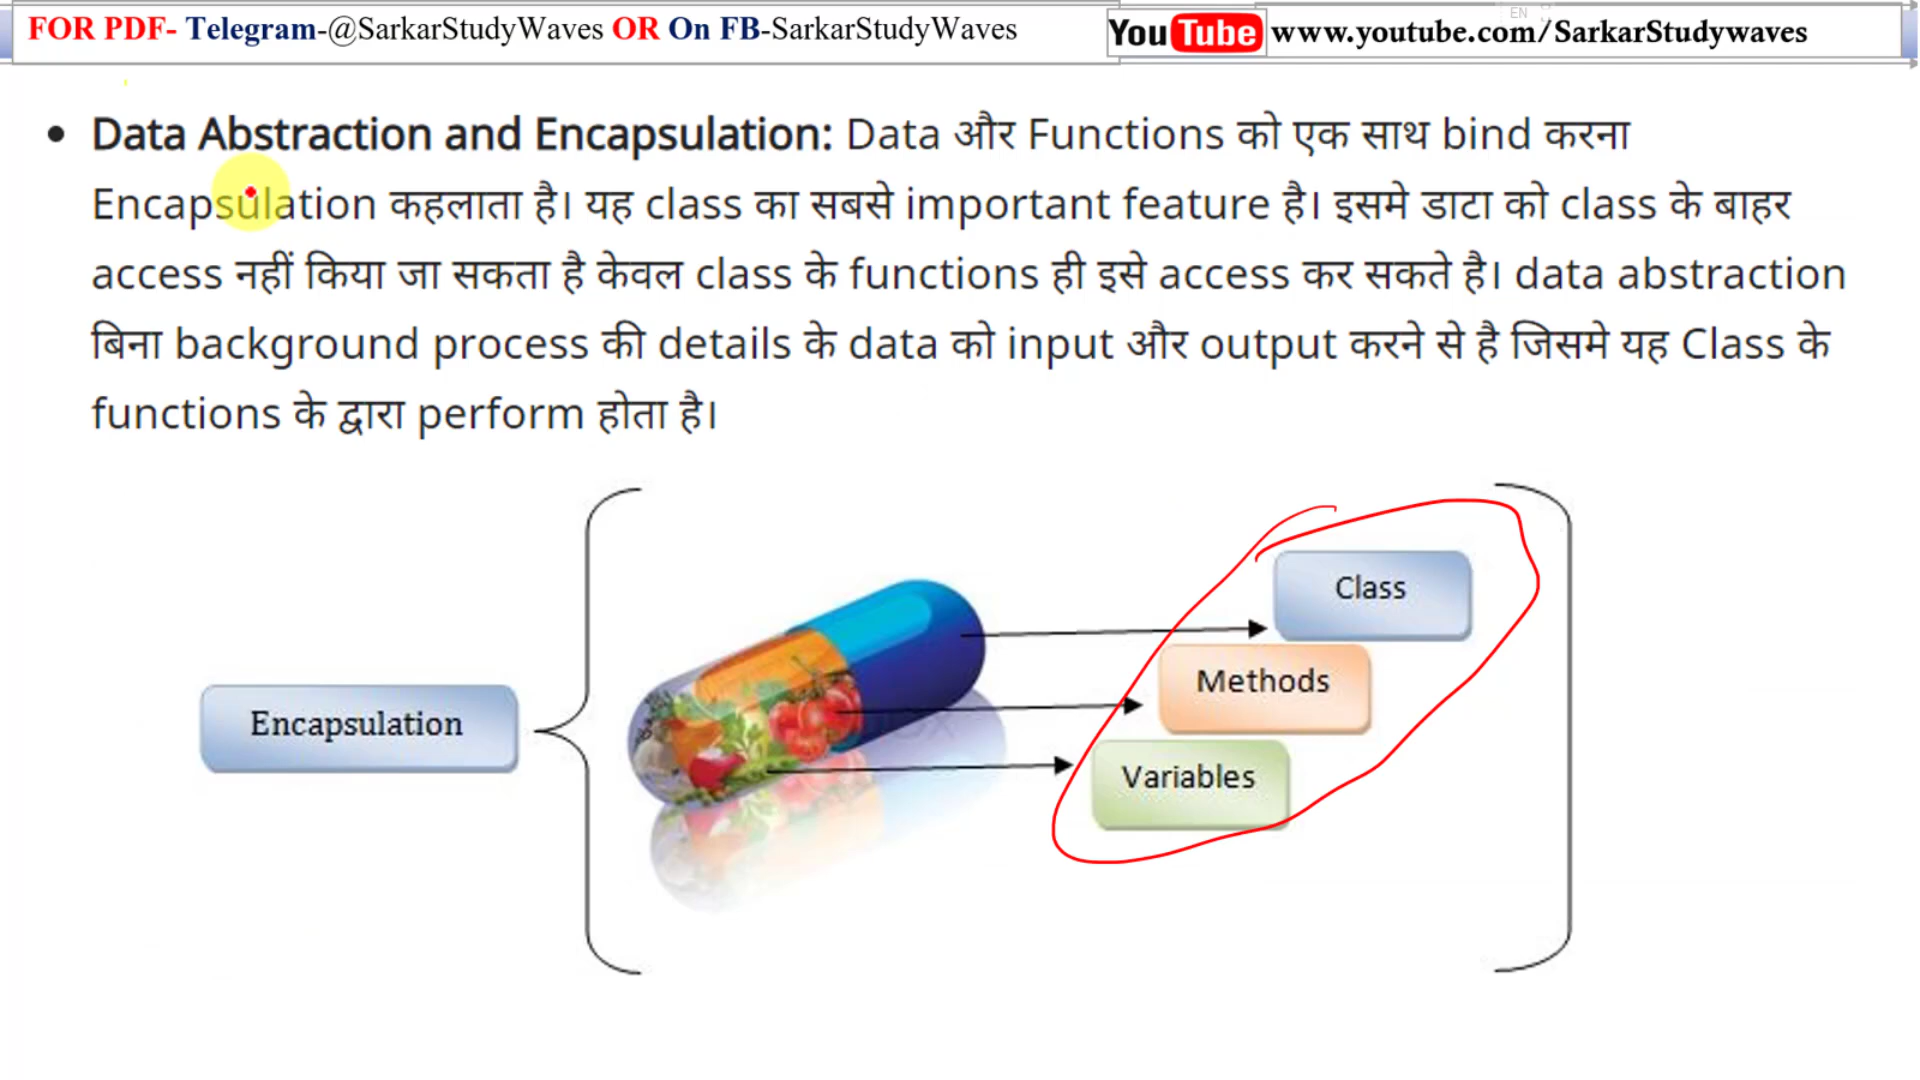 FOR PDF- Telegram-@SarkarStudyWaves OR On FB-SarkarStudyWaves
YouTube www.youtube.com/SarkarStudywaves
EN
• Data Abstraction and Encapsulation: Data और Functions को एक साथ bind करना
Encapsulation कहलाता है। यह class का सबसे important feature है। इसमे डाटा को class के बाहर
access नहीं किया जा सकता है केवल class के functions ही इसे access कर सकते है। data abstraction
बिना background process की details के data को input और output करने से है जिसमे यह Class के
functions के द्वारा perform होता है।
Class
Methods
Encapsulation
Variables